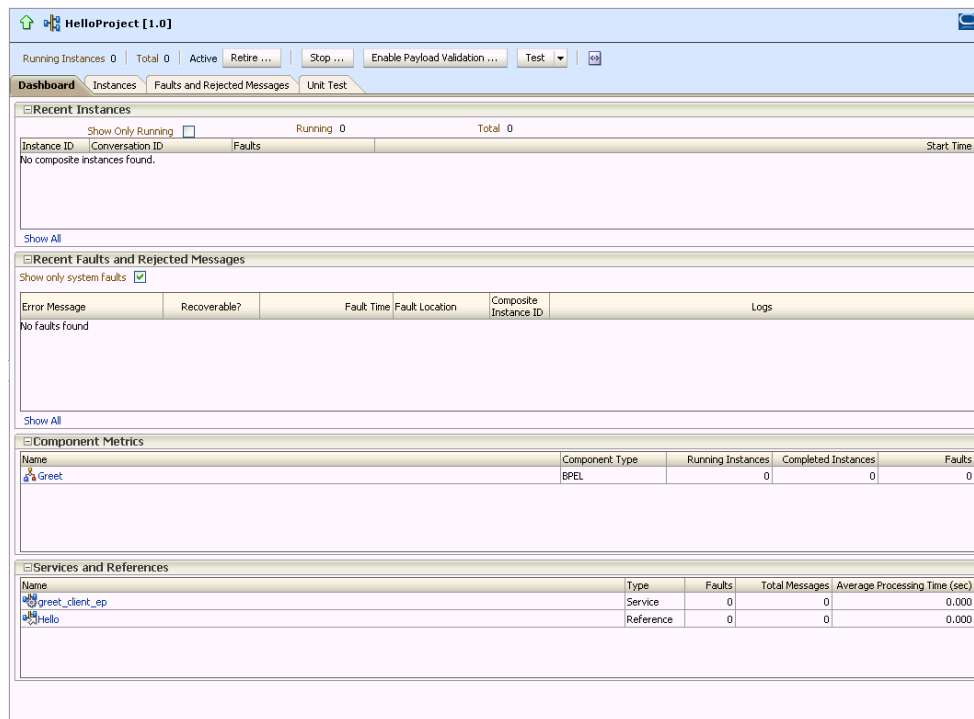 HelloProject [1.0]
Running Instances 0 Total 0 Active Retire ... Stop ... Enable Payload Validation ... Test
Dashboard Instances Faults and Rejected Messages Unit Test
Recent Instances
Show Only Running Running 0 Total 0
Instance ID Conversation ID Faults Start Time
No composite instances found.
Show All
Recent Faults and Rejected Messages
Show only system faults
Error Message Recoverable? Fault Time Fault Location Composite Instance ID Logs
No faults found
Show All
Component Metrics
Name Component Type Running Instances Completed Instances Faults
Greet BPEL 0 0 0
Services and References
Name Type Faults Total Messages Average Processing Time (sec)
greet_client_ep Service 0 0 0.000
Hello Reference 0 0 0.000